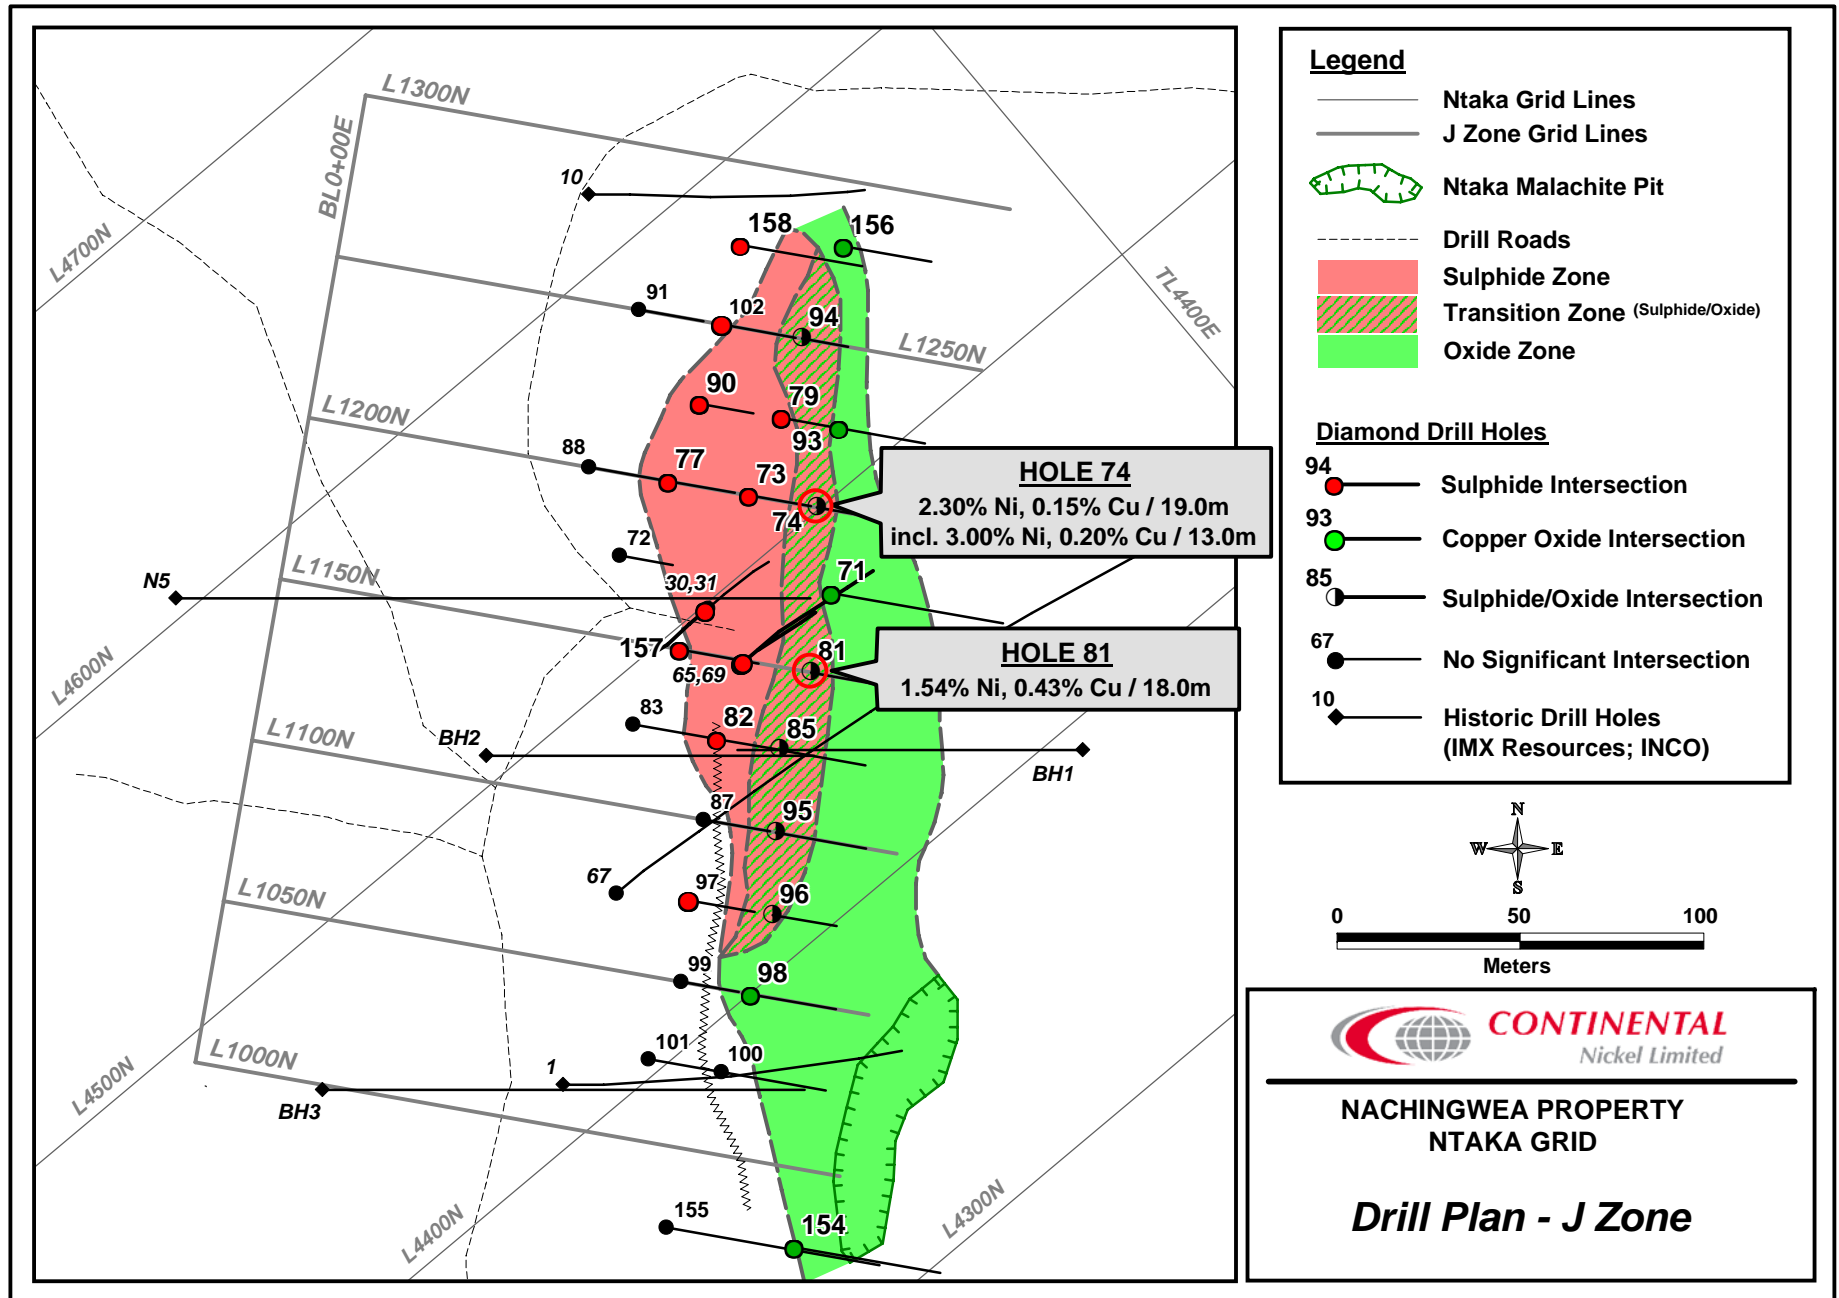 L1300N
BL0+00E
10
L4700N
158
156
TL4400E
91
102
94
L1250N
90
79
L1200N
93
88
77
73
74
HOLE 74
2.30% Ni, 0.15% Cu / 19.0m
incl. 3.00% Ni, 0.20% Cu / 13.0m
72
L1150N
N5
30,31
71
157
65,69
81
HOLE 81
1.54% Ni, 0.43% Cu / 18.0m
L4600N
83
82
85
L1100N
BH2
BH1
87
95
67
97
96
L1050N
99
98
101
100
L1000N
1
L4500N
BH3
155
154
L4400N
L4300N
Legend
Ntaka Grid Lines
J Zone Grid Lines
Ntaka Malachite Pit
Drill Roads
Sulphide Zone
Transition Zone (Sulphide/Oxide)
Oxide Zone
Diamond Drill Holes
94
Sulphide Intersection
93
Copper Oxide Intersection
85
Sulphide/Oxide Intersection
67
No Significant Intersection
10
Historic Drill Holes
(IMX Resources; INCO)
N
W E
S
0 50 100
Meters
CONTINENTAL
Nickel Limited
NACHINGWEA PROPERTY
NTAKA GRID
Drill Plan - J Zone